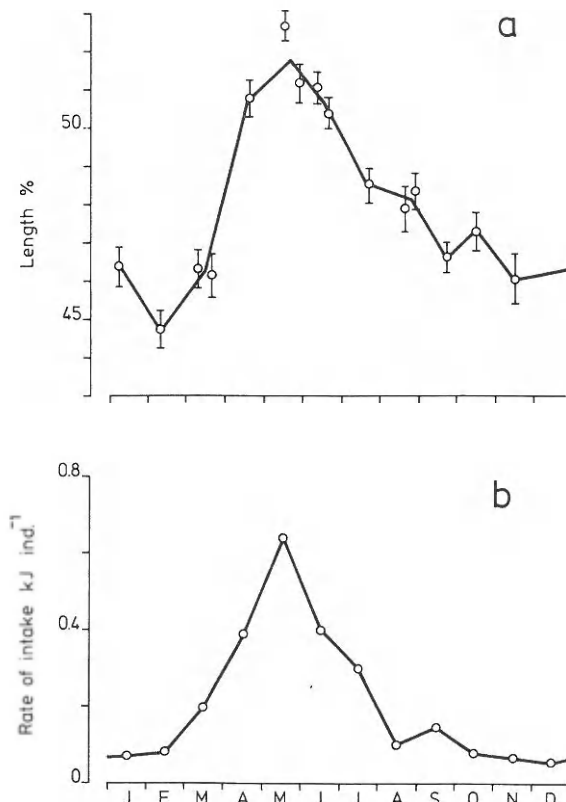 a
50.
Length %
45
b
0.8
Rate of intake kJ ind.⁻¹
0.4
0
J F M A M J J A S O N D